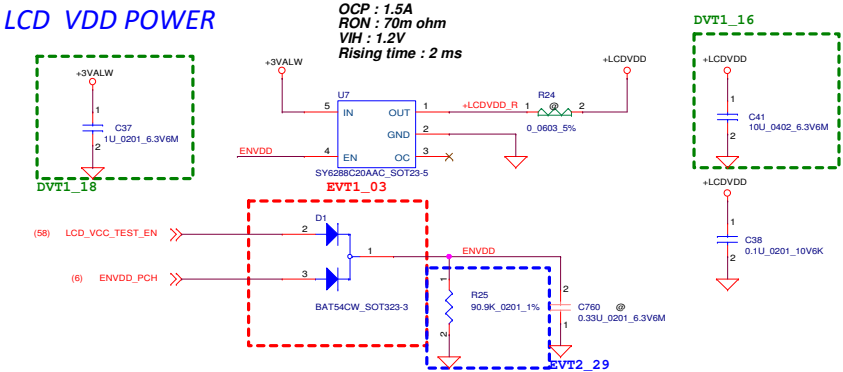 LCD VDD POWER
OCP : 1.5A
RON : 70m ohm
VIH : 1.2V
Rising time : 2 ms
DVT1_16
+3VALW
1
C37
1U_0201_6.3V6M
2
DVT1_18
+3VALW
U7
5 IN
OUT 1
GND 2
4 EN
OC 3
ENVDD
SY6288C20AAC_SOT23-5
+LCDVDD_R
R24
1 @ 2
0_0603_5%
+LCDVDD
+LCDVDD
1
C41
10U_0402_6.3V6M
2
+LCDVDD
1
C38
0.1U_0201_10V6K
2
EVT1_03
(58) LCD_VCC_TEST_EN
(6) ENVDD_PCH
D1
2
1
3
BAT54CW_SOT323-3
ENVDD
1
R25
90.9K_0201_1%
2
2
C760 @
0.33U_0201_6.3V6M
1
EVT2_29